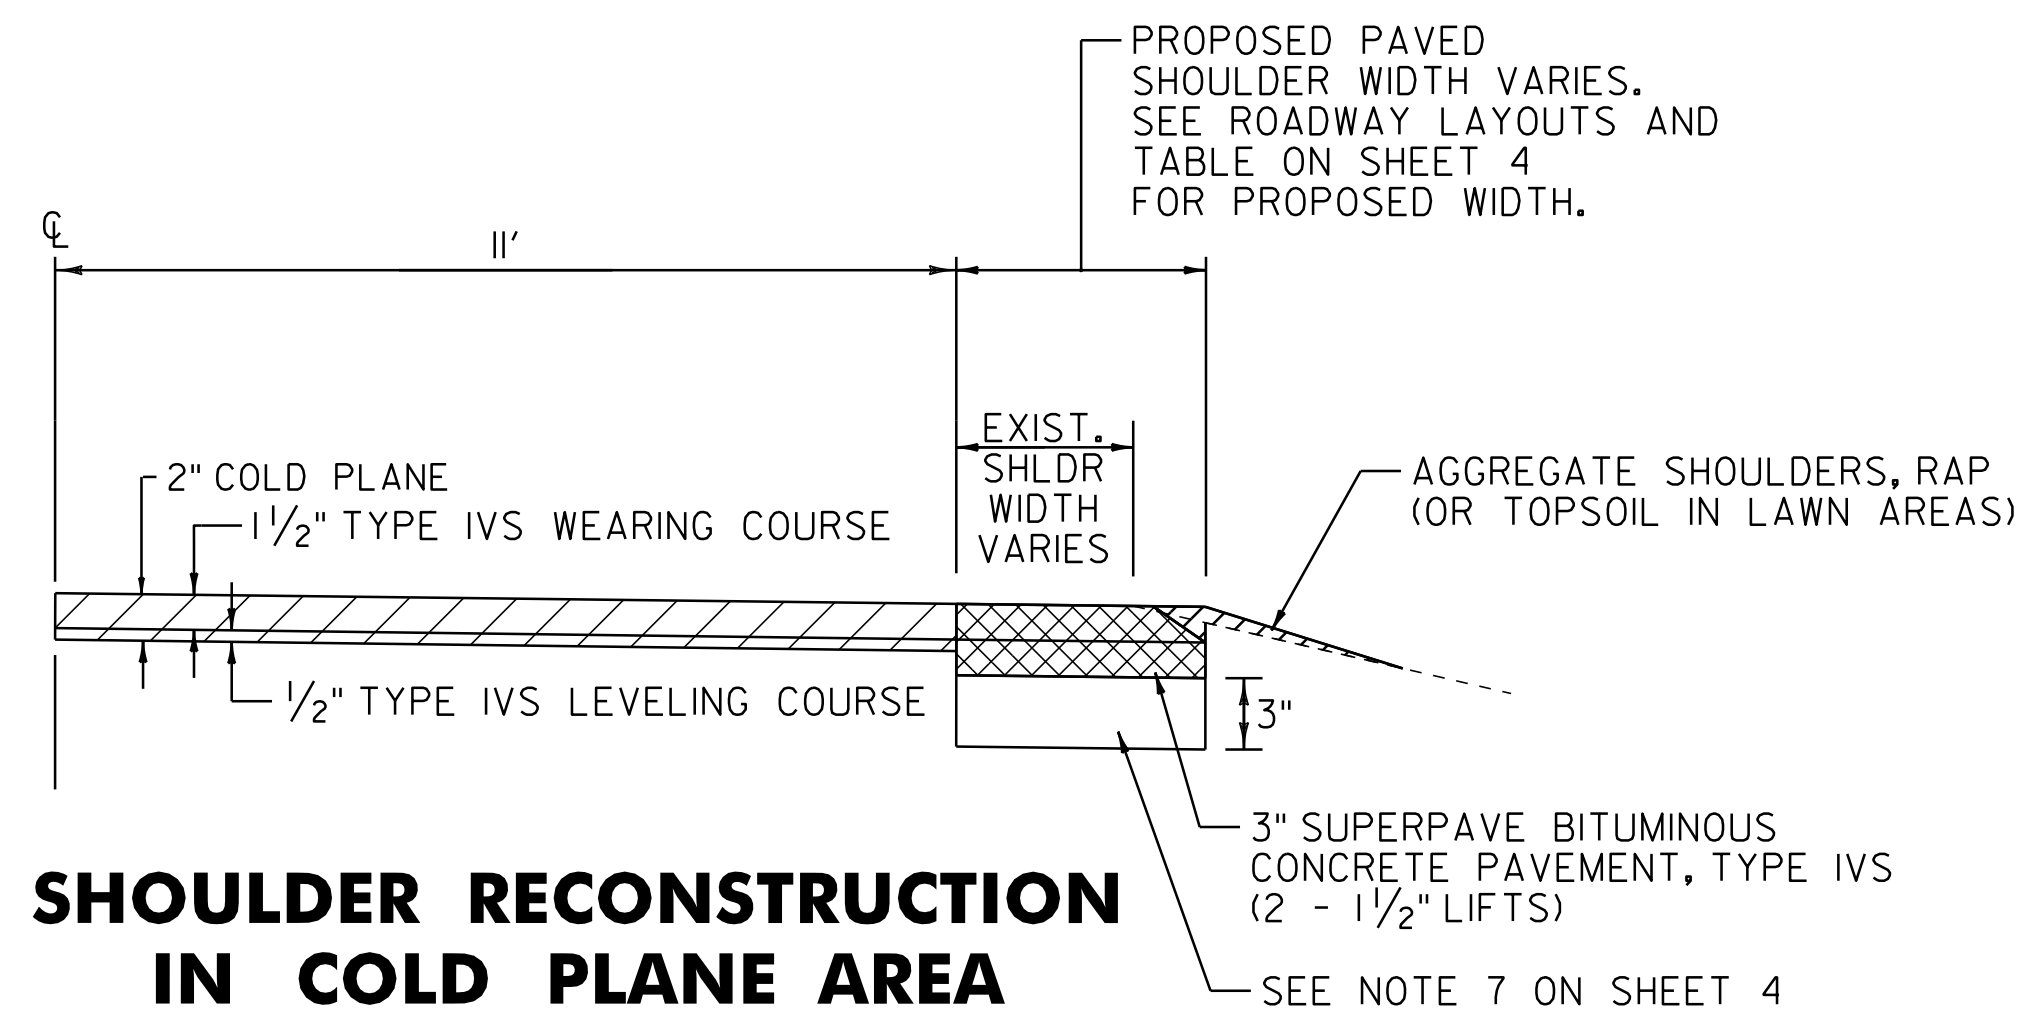 PROPOSED PAVED
SHOULDER WIDTH VARIES.
SEE ROADWAY LAYOUTS AND
TABLE ON SHEET 4
FOR PROPOSED WIDTH.
℄
11'
EXIST.
SHLDR
WIDTH
VARIES
2" COLD PLANE
1 1/2" TYPE IVS WEARING COURSE
AGGREGATE SHOULDERS, RAP
(OR TOPSOIL IN LAWN AREAS)
1/2" TYPE IVS LEVELING COURSE
3"
3" SUPERPAVE BITUMINOUS
CONCRETE PAVEMENT, TYPE IVS
(2 - 1 1/2" LIFTS)
SEE NOTE 7 ON SHEET 4
SHOULDER RECONSTRUCTION
IN COLD PLANE AREA